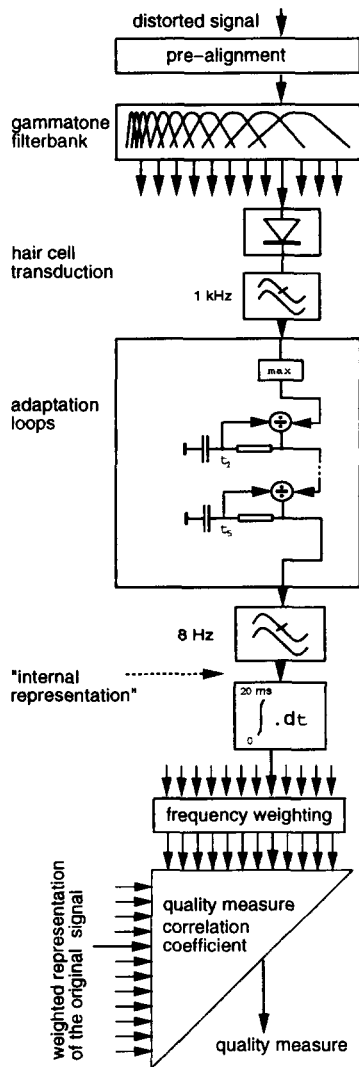 distorted signal
pre-alignment
gammatone
filterbank
hair cell
transduction
1 kHz
adaptation
loops
max
÷
t2
÷
t5
8 Hz
"internal
representation"
20 ms
∫ .dt
0
frequency weighting
weighted representation
of the original signal
quality measure
correlation
coefficient
quality measure